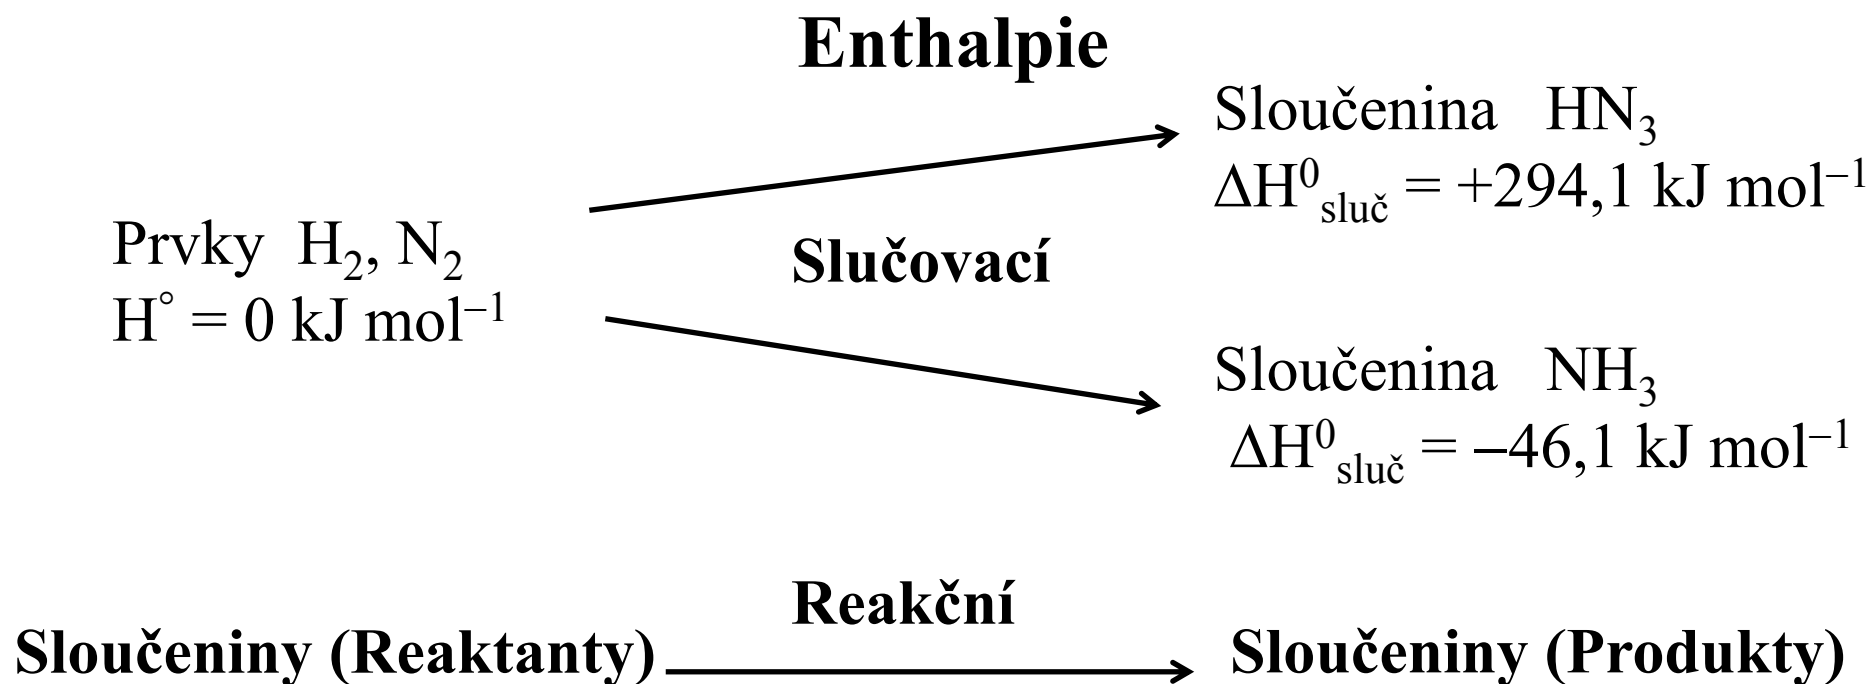 Enthalpie
Sloučenina HN₃
ΔH⁰sluč = +294,1 kJ mol⁻¹
Prvky H₂, N₂
H° = 0 kJ mol⁻¹
Slučovací
Sloučenina NH₃
ΔH⁰sluč = –46,1 kJ mol⁻¹
Reakční
Sloučeniny (Reaktanty) Sloučeniny (Produkty)